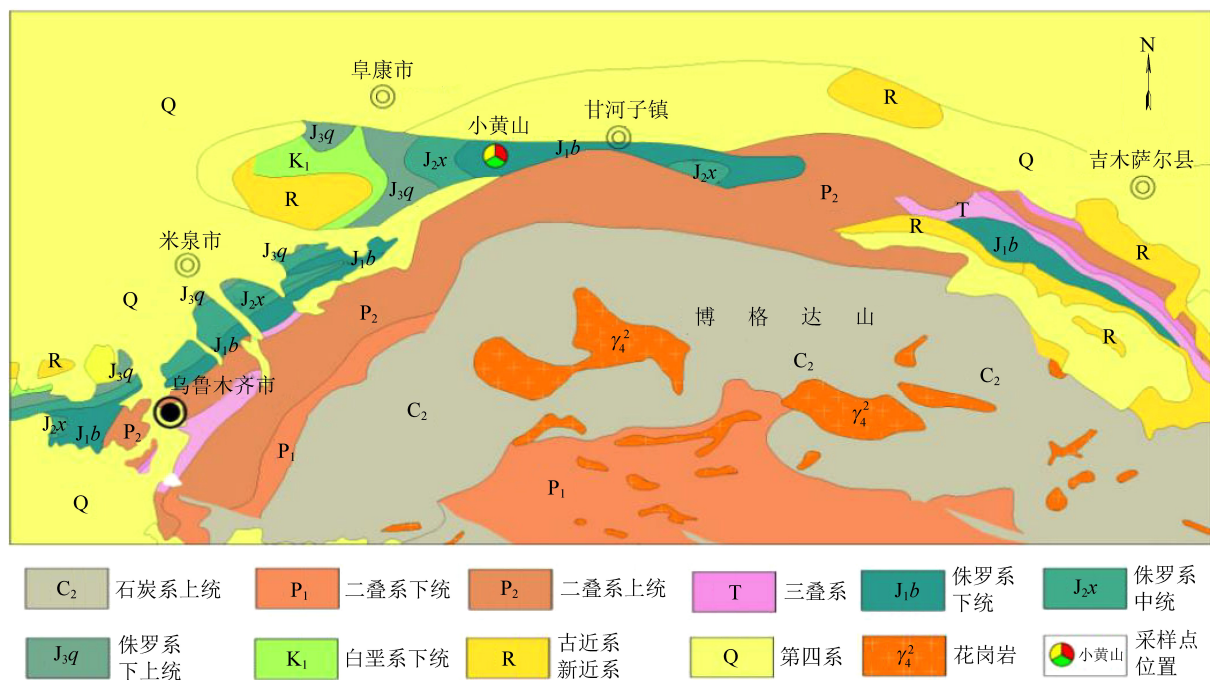 N
阜康市
Q
R
甘河子镇
小黄山
J₃q
K₁
J₂x
J₁b
Q
吉木萨尔县
J₂x
P₂
R
J₃q
T
R
J₁b
R
米泉市
J₃q
J₁b
Q
J₃q
J₂x
P₂
博格达山
R
γ₄²
C₂
R
J₁b
J₃q
乌鲁木齐市
C₂
C₂
γ₄²
J₂x
J₁b
P₂
P₁
P₁
Q
C₂ 石炭系上统
P₁ 二叠系下统
P₂ 二叠系上统
T 三叠系
J₁b 侏罗系
下统
J₂x 侏罗系
中统
J₃q 侏罗系
下上统
K₁ 白垩系下统
R 古近系
新近系
Q 第四系
γ₄² 花岗岩
小黄山 采样点
位置